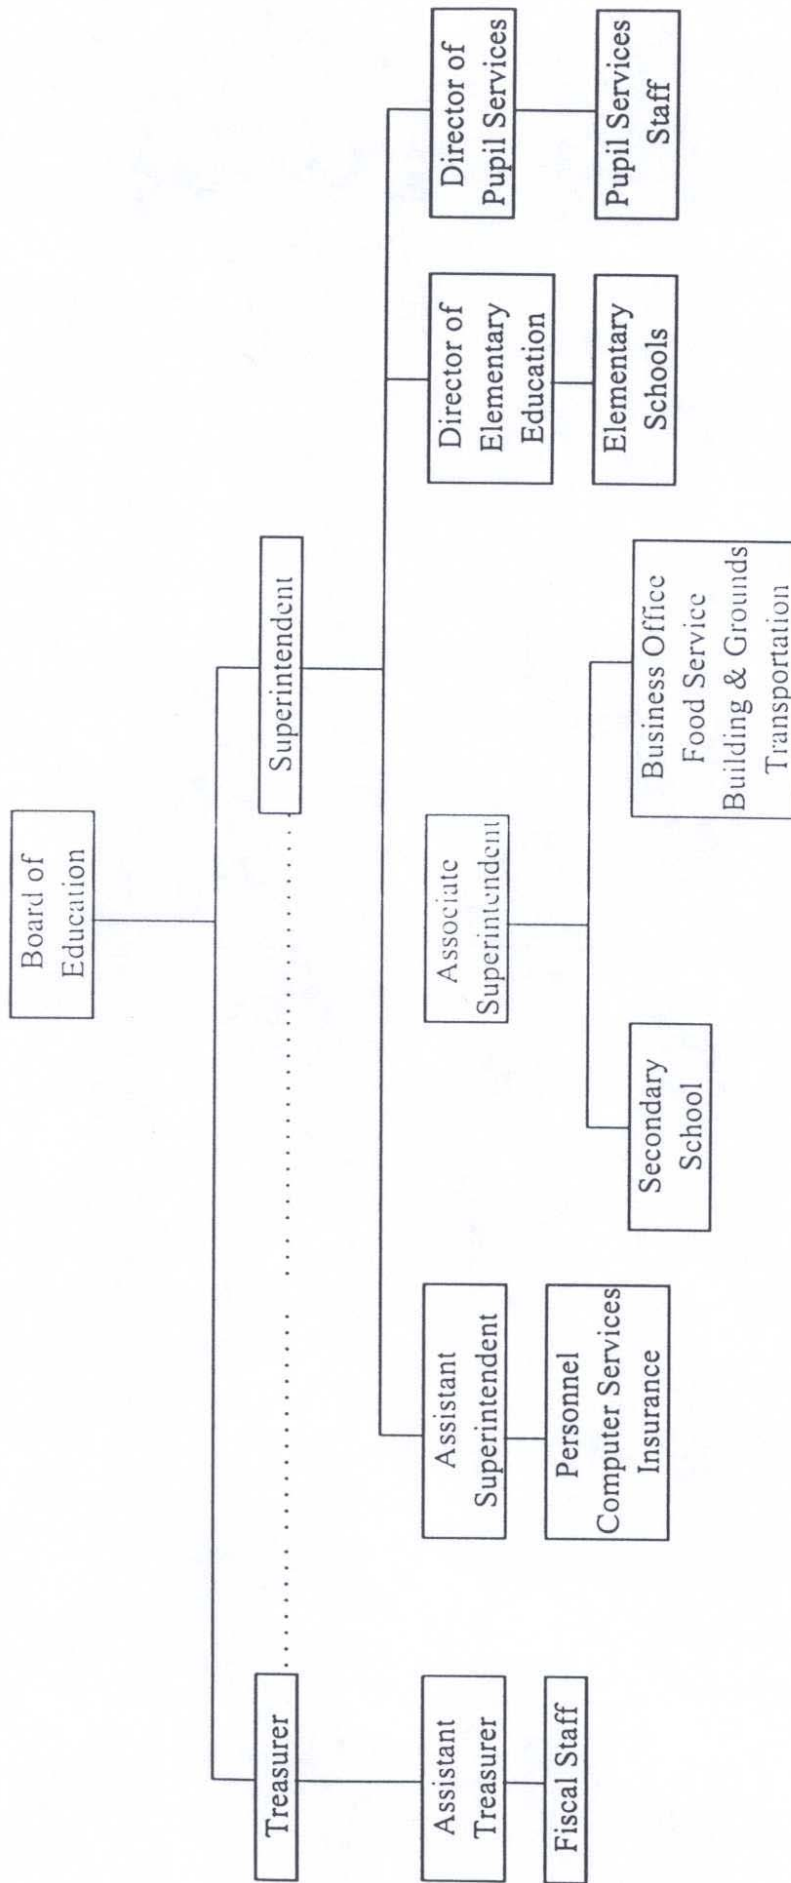 Board of
Education
Treasurer
Superintendent
Assistant
Treasurer
Assistant
Superintendent
Associate
Superintendent
Director of
Elementary
Education
Director of
Pupil Services
Fiscal Staff
Personnel
Computer Services
Insurance
Secondary
School
Business Office
Food Service
Building & Grounds
Transportation
Elementary
Schools
Pupil Services
Staff